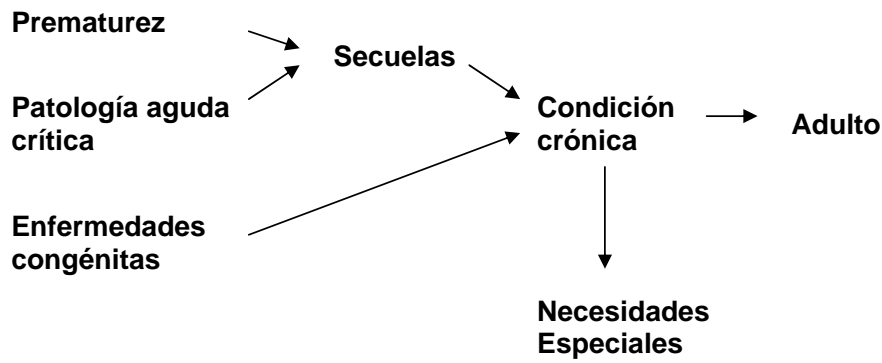 Prematurez
Secuelas
Patología aguda
crítica
Condición
crónica
Adulto
Enfermedades
congénitas
Necesidades
Especiales